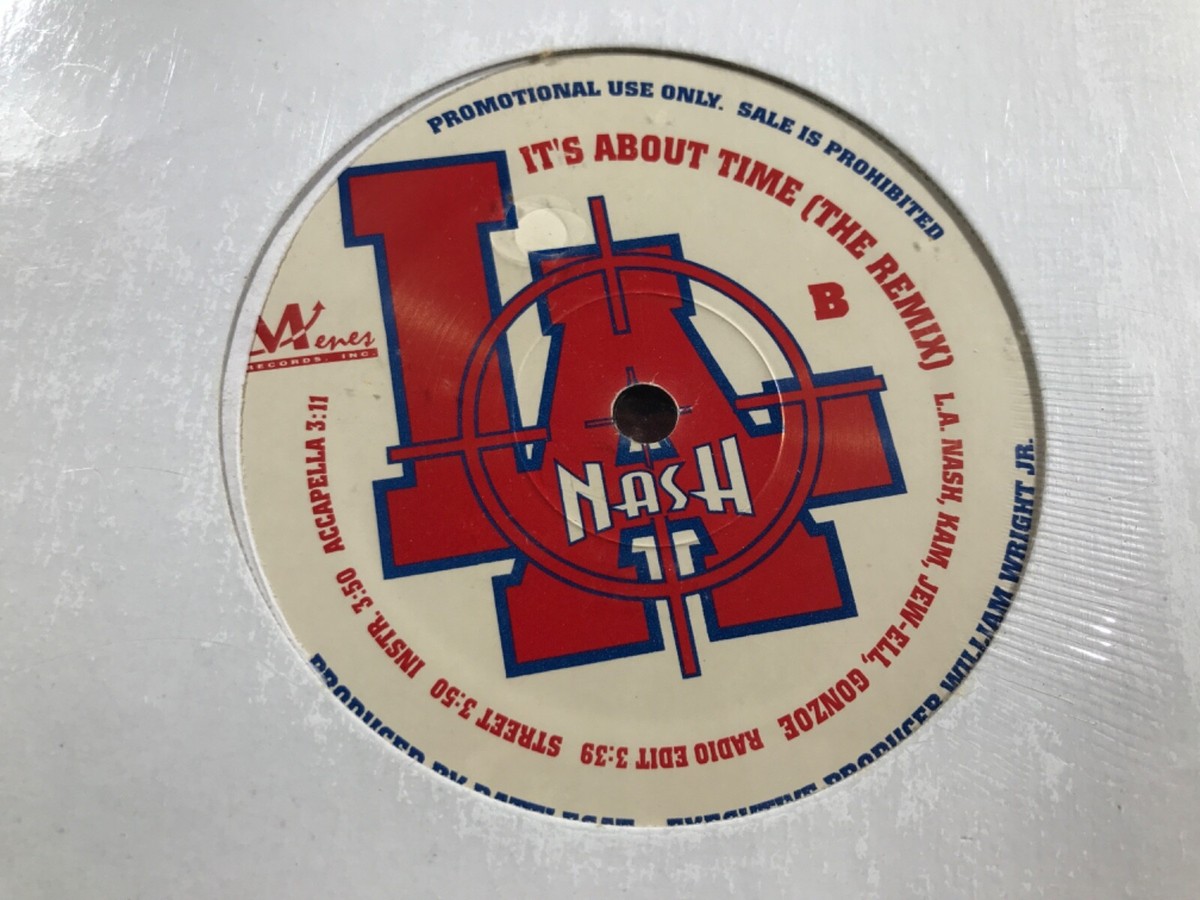 PROMOTIONAL USE ONLY. SALE IS PROHIBITED
IT'S ABOUT TIME (THE REMIX)
B
LA
NASH
Menes
RECORDS, INC.
L.A. NASH, KAM, JEW-ELL, GONZOE
RADIO EDIT 3:39 STREET 3:50 INSTR. 3:50 ACCAPELLA 3:11
PRODUCED BY
EXECUTIVE PRODUCER WILLIAM WRIGHT JR.